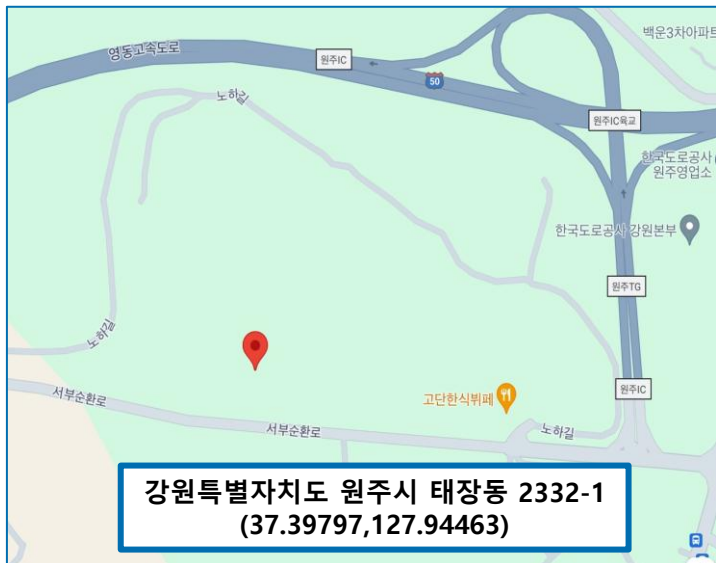 백운3차아파트
영동고속도로
원주IC
50
노하길
원주IC육교
한국도로공사
원주영업소
한국도로공사 강원본부
원주TG
노하길
원주IC
서부순환로
고단한식뷔페
서부순환로
노하길
강원특별자치도 원주시 태장동 2332-1
(37.39797,127.94463)